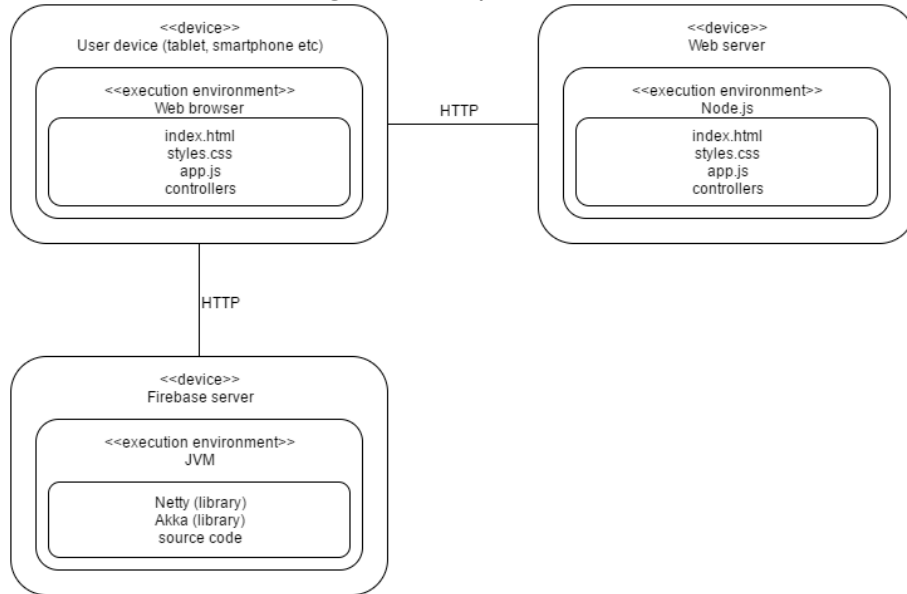 <<device>>
User device (tablet, smartphone etc)
<<execution environment>>
Web browser
index.html
styles.css
app.js
controllers
HTTP
<<device>>
Web server
<<execution environment>>
Node.js
index.html
styles.css
app.js
controllers
HTTP
<<device>>
Firebase server
<<execution environment>>
JVM
Netty (library)
Akka (library)
source code